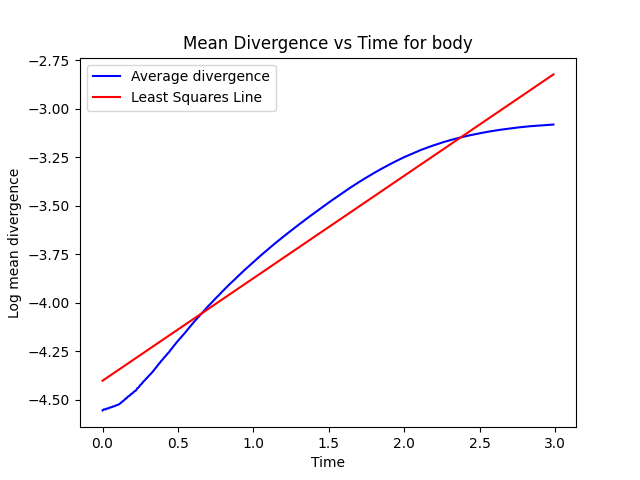 Mean Divergence vs Time for body
Average divergence
Least Squares Line
Log mean divergence
−2.75
−3.00
−3.25
−3.50
−3.75
−4.00
−4.25
−4.50
0.0 0.5 1.0 1.5 2.0 2.5 3.0
Time